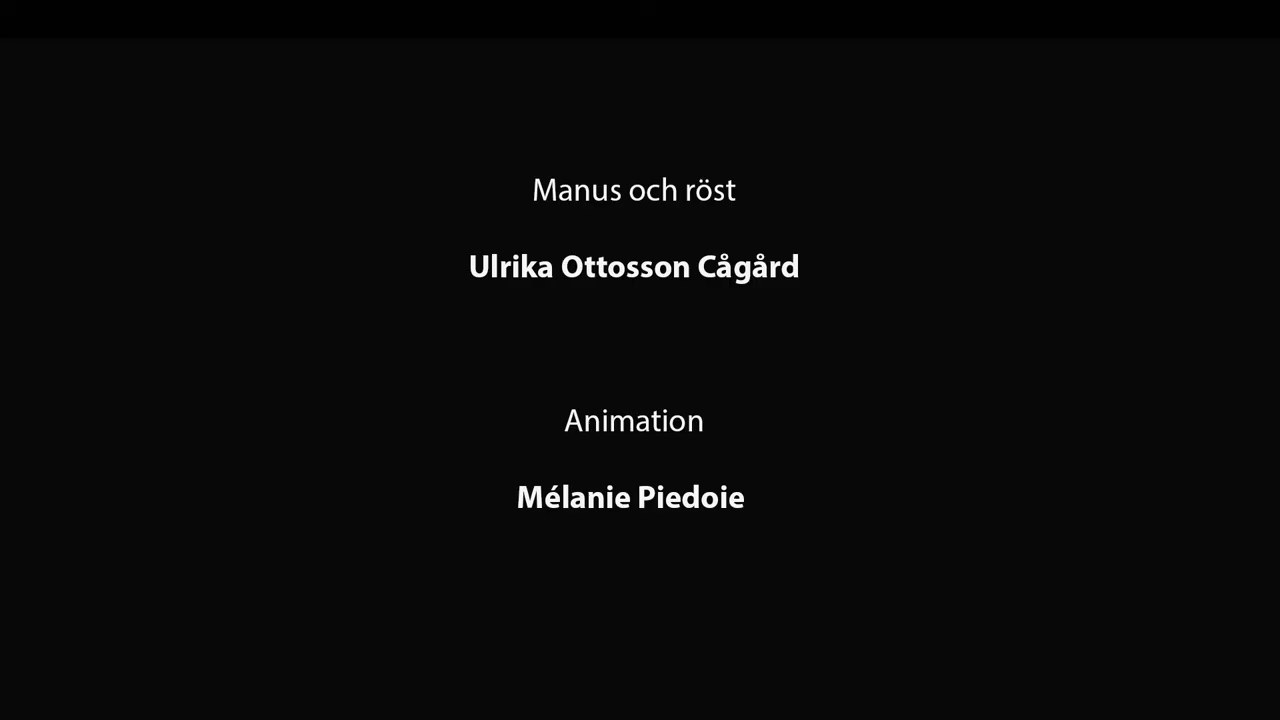 Manus och röst
Ulrika Ottosson Cågård
Animation
Mélanie Piedoie